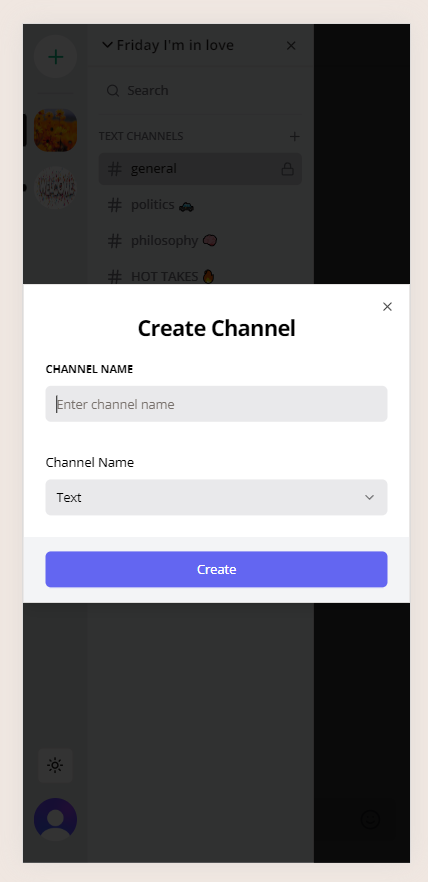 Friday I'm in love
Search
TEXT CHANNELS
# general
# politics 🚓
# philosophy 🧠
# HOT TAKES 🔥
Create Channel
CHANNEL NAME
Enter channel name
Channel Name
Text
Create